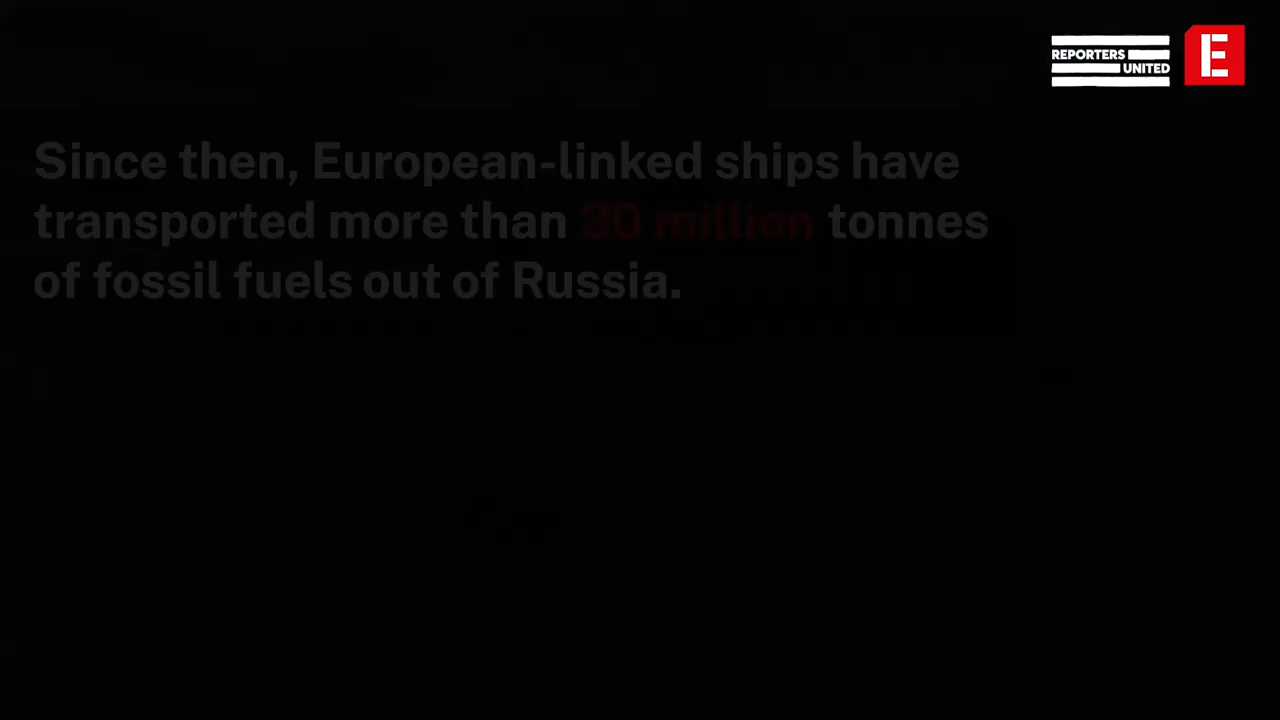 REPORTERS
UNITED
E
Since then, European-linked ships have
transported more than 30 million tonnes
of fossil fuels out of Russia.